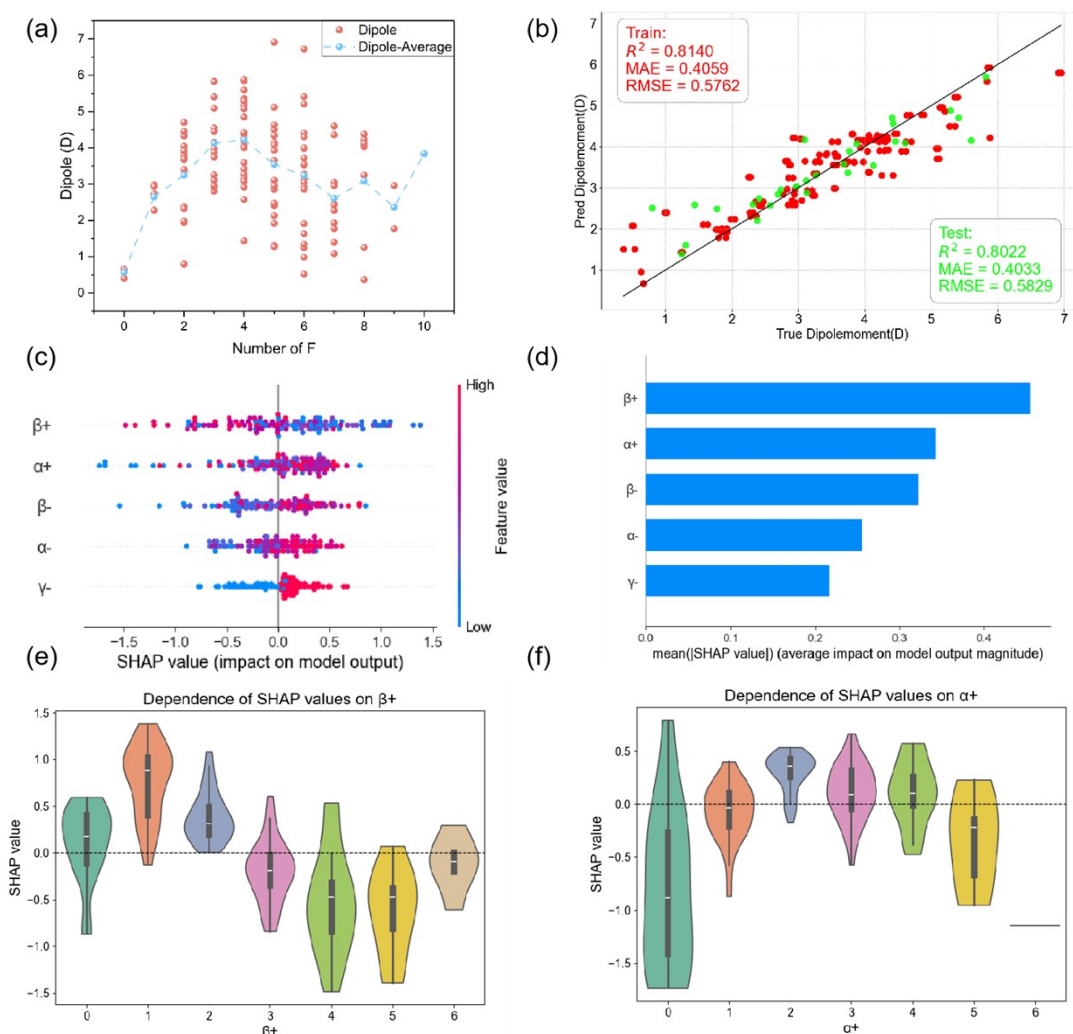 (a)
Dipole (D)
7
6
5
4
3
2
1
0
0 2 4 6 8 10
Number of F
Dipole
Dipole-Average
(b)
Pred Dipolemoment(D)
7
6
5
4
3
2
1
1 2 3 4 5 6 7
True Dipolemoment(D)
Train:
R² = 0.8140
MAE = 0.4059
RMSE = 0.5762
Test:
R² = 0.8022
MAE = 0.4033
RMSE = 0.5829
(c)
β+
α+
β-
α-
γ-
−1.5 −1.0 −0.5 0.0 0.5 1.0 1.5
SHAP value (impact on model output)
High
Feature value
Low
(d)
β+
α+
β-
α-
γ-
0.0 0.1 0.2 0.3 0.4
mean(|SHAP value|) (average impact on model output magnitude)
(e)
Dependence of SHAP values on β+
SHAP value
1.5
1.0
0.5
0.0
−0.5
−1.0
−1.5
0 1 2 3 4 5 6
β+
(f)
Dependence of SHAP values on α+
SHAP value
0.5
0.0
−0.5
−1.0
−1.5
0 1 2 3 4 5 6
α+